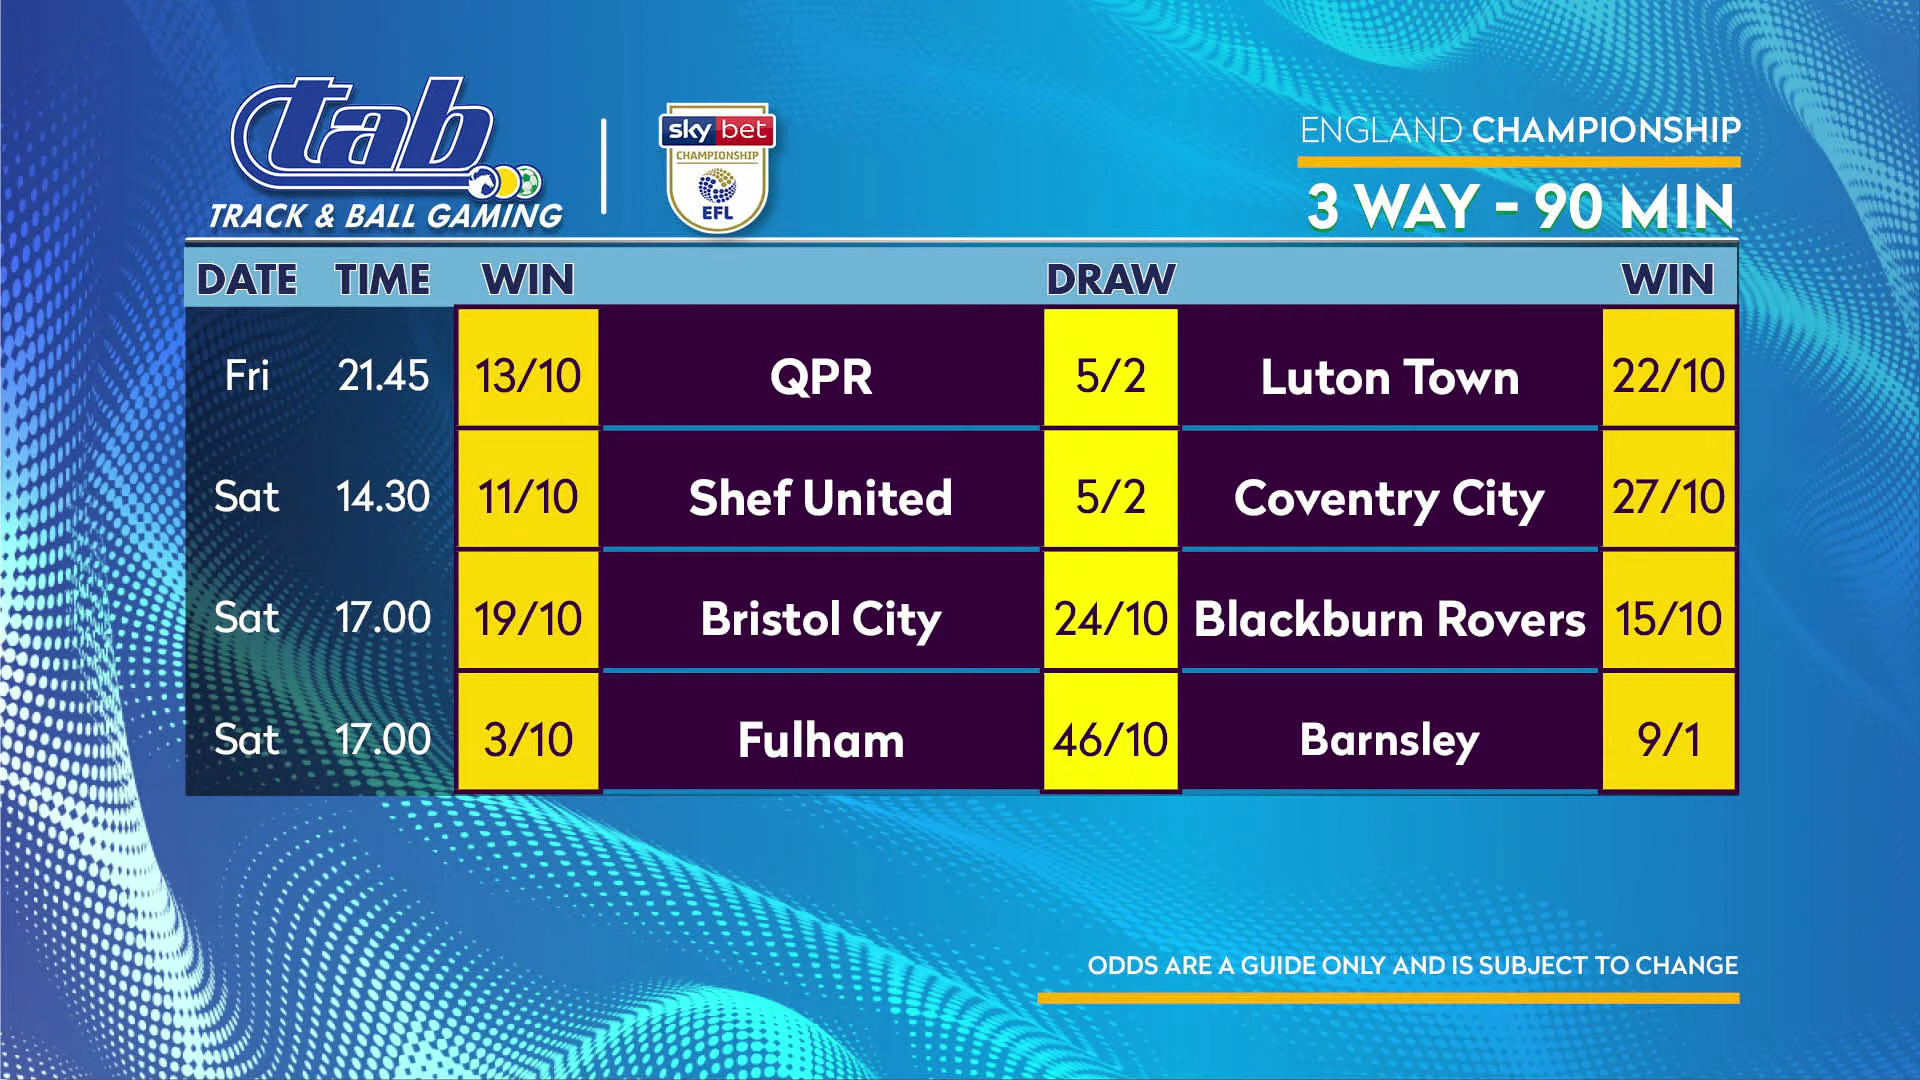 tab
TRACK & BALL GAMING
sky bet
CHAMPIONSHIP
EFL
ENGLAND CHAMPIONSHIP
3 WAY - 90 MIN
DATE TIME WIN DRAW WIN
Fri 21.45 13/10 QPR 5/2 Luton Town 22/10
Sat 14.30 11/10 Shef United 5/2 Coventry City 27/10
Sat 17.00 19/10 Bristol City 24/10 Blackburn Rovers 15/10
Sat 17.00 3/10 Fulham 46/10 Barnsley 9/1
ODDS ARE A GUIDE ONLY AND IS SUBJECT TO CHANGE